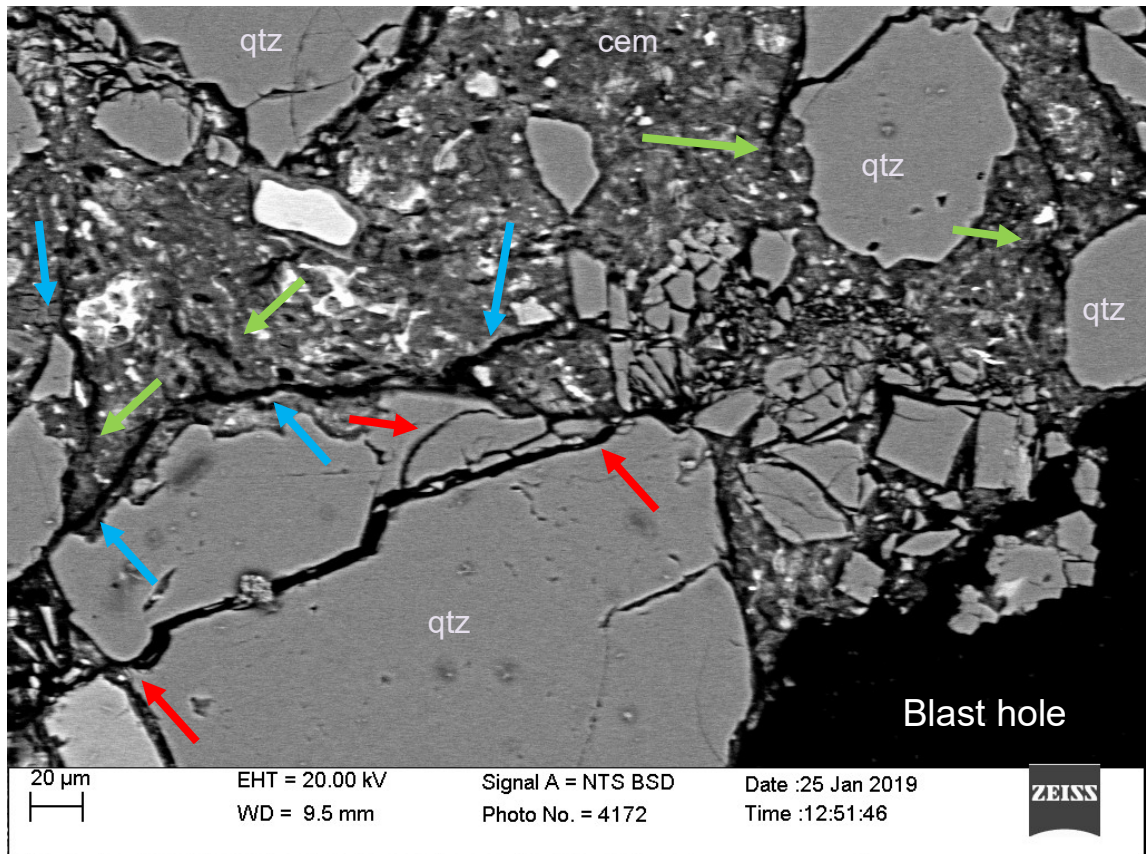 qtz
cem
qtz
qtz
qtz
Blast hole
20 µm
EHT = 20.00 kV
Signal A = NTS BSD
Date :25 Jan 2019
WD = 9.5 mm
Photo No. = 4172
Time :12:51:46
ZEISS